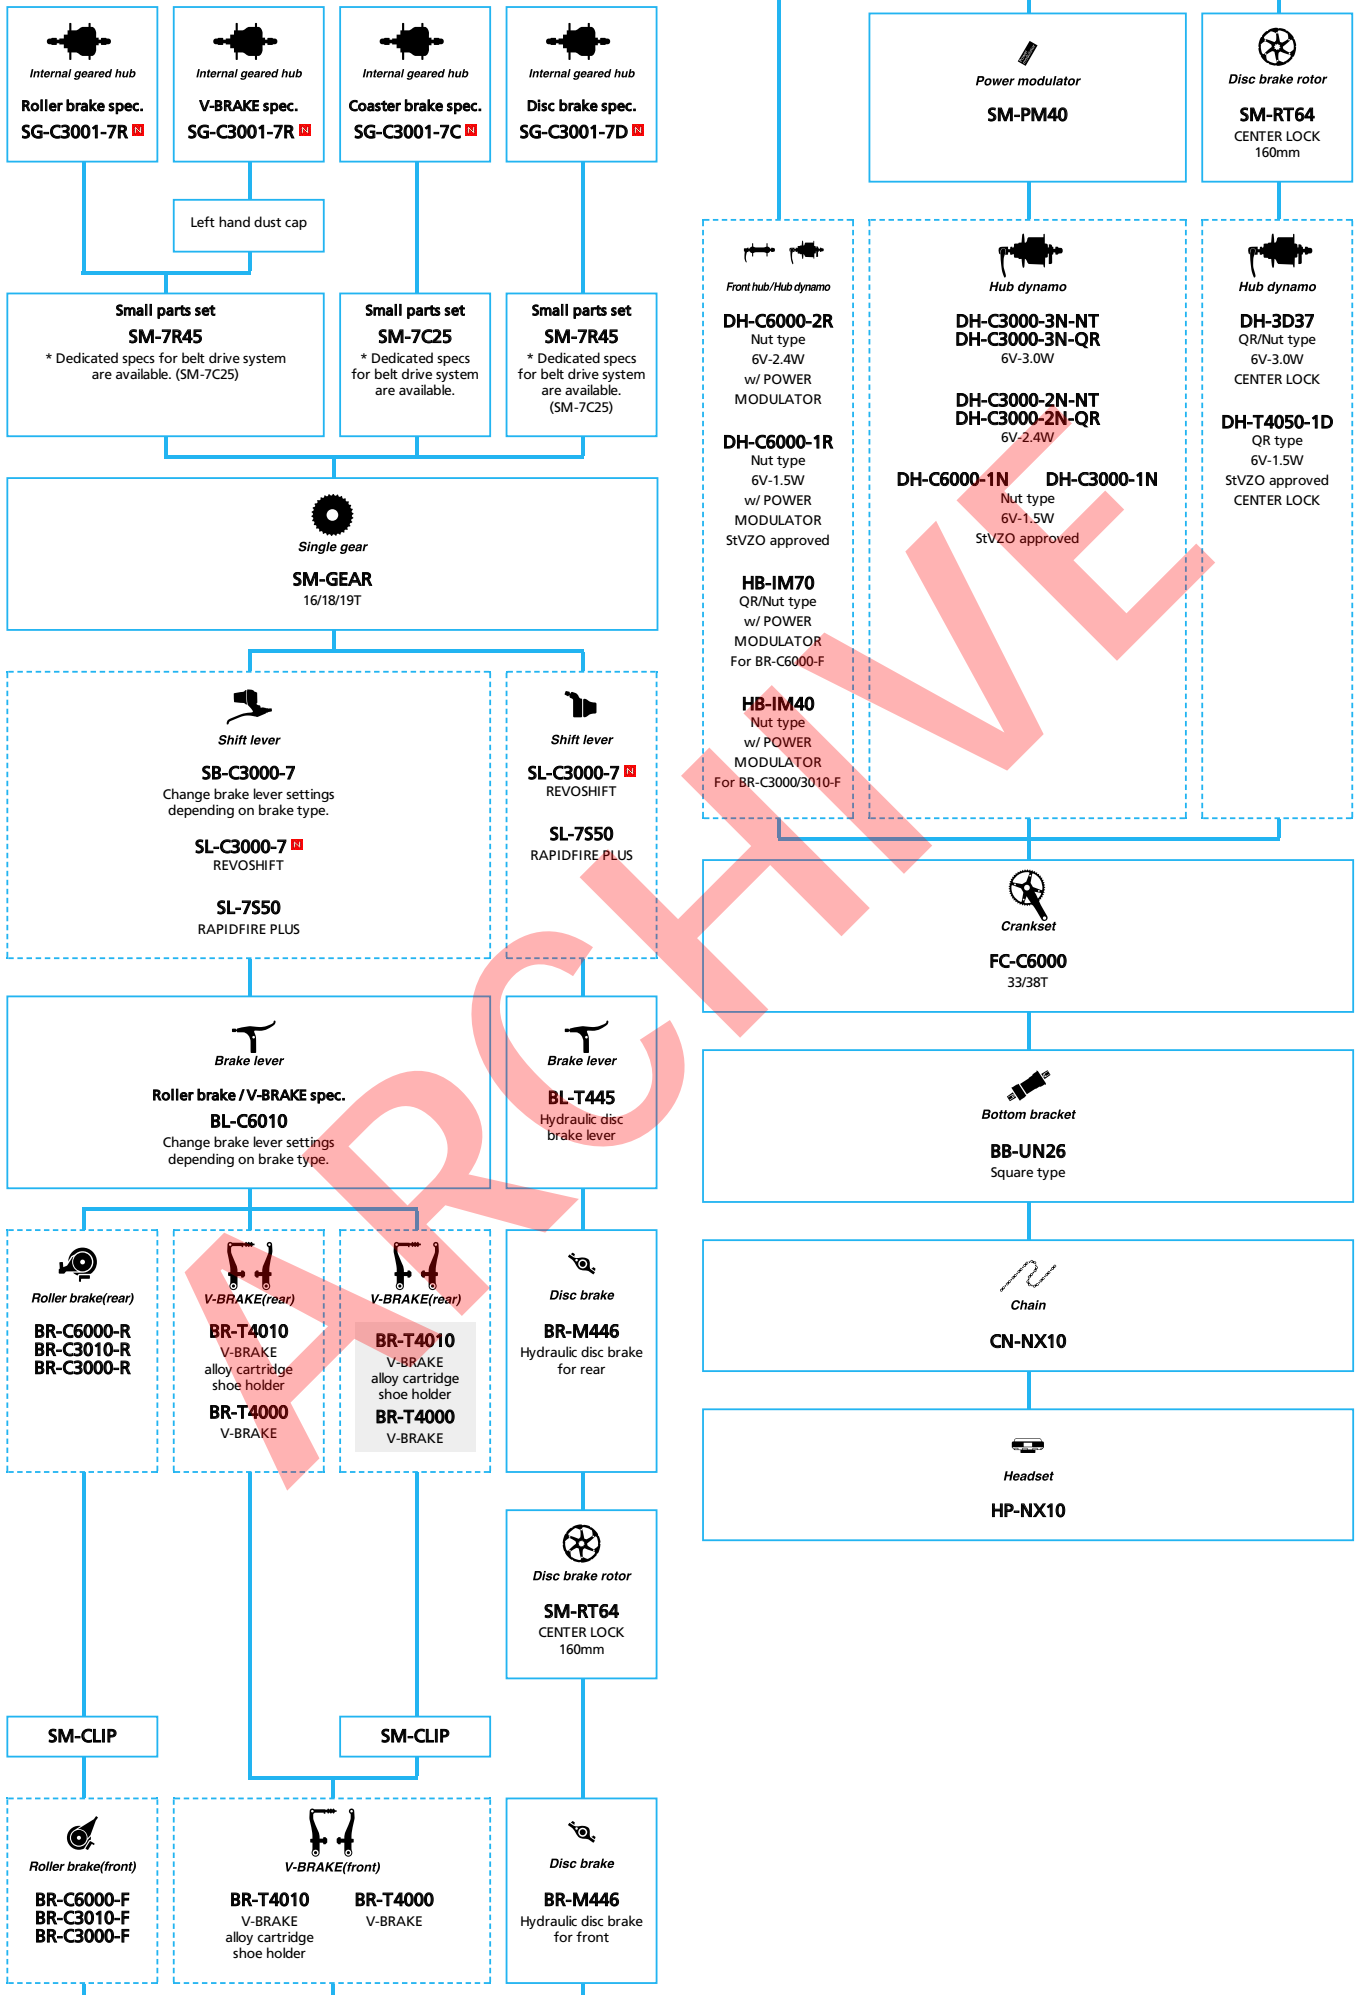 Internal geared hub
Roller brake spec.
SG-C3001-7R N
Internal geared hub
V-BRAKE spec.
SG-C3001-7R N
Internal geared hub
Coaster brake spec.
SG-C3001-7C N
Internal geared hub
Disc brake spec.
SG-C3001-7D N
Left hand dust cap
Small parts set
SM-7R45
* Dedicated specs for belt drive system
are available. (SM-7C25)
Small parts set
SM-7C25
* Dedicated specs
for belt drive system
are available.
Small parts set
SM-7R45
* Dedicated specs
for belt drive system
are available.
(SM-7C25)
Single gear
SM-GEAR
16/18/19T
Shift lever
SB-C3000-7
Change brake lever settings
depending on brake type.
SL-C3000-7 N
REVOSHIFT
SL-7S50
RAPIDFIRE PLUS
Shift lever
SL-C3000-7 N
REVOSHIFT
SL-7S50
RAPIDFIRE PLUS
Brake lever
Roller brake / V-BRAKE spec.
BL-C6010
Change brake lever settings
depending on brake type.
Brake lever
BL-T445
Hydraulic disc
brake lever
Roller brake(rear)
BR-C6000-R
BR-C3010-R
BR-C3000-R
V-BRAKE(rear)
BR-T4010
V-BRAKE
alloy cartridge
shoe holder
BR-T4000
V-BRAKE
V-BRAKE(rear)
BR-T4010
V-BRAKE
alloy cartridge
shoe holder
BR-T4000
V-BRAKE
Disc brake
BR-M446
Hydraulic disc brake
for rear
Disc brake rotor
SM-RT64
CENTER LOCK
160mm
SM-CLIP
SM-CLIP
Roller brake(front)
BR-C6000-F
BR-C3010-F
BR-C3000-F
V-BRAKE(front)
BR-T4010
V-BRAKE
alloy cartridge
shoe holder
BR-T4000
V-BRAKE
Disc brake
BR-M446
Hydraulic disc brake
for front
Power modulator
SM-PM40
Disc brake rotor
SM-RT64
CENTER LOCK
160mm
Front hub/Hub dynamo
DH-C6000-2R
Nut type
6V-2.4W
w/ POWER
MODULATOR
DH-C6000-1R
Nut type
6V-1.5W
w/ POWER
MODULATOR
StVZO approved
HB-IM70
QR/Nut type
w/ POWER
MODULATOR
For BR-C6000-F
HB-IM40
Nut type
w/ POWER
MODULATOR
For BR-C3000/3010-F
Hub dynamo
DH-C3000-3N-NT
DH-C3000-3N-QR
6V-3.0W
DH-C3000-2N-NT
DH-C3000-2N-QR
6V-2.4W
DH-C6000-1N DH-C3000-1N
Nut type
6V-1.5W
StVZO approved
Hub dynamo
DH-3D37
QR/Nut type
6V-3.0W
CENTER LOCK
DH-T4050-1D
QR type
6V-1.5W
StVZO approved
CENTER LOCK
Crankset
FC-C6000
33/38T
Bottom bracket
BB-UN26
Square type
Chain
CN-NX10
Headset
HP-NX10
ARCHIVE